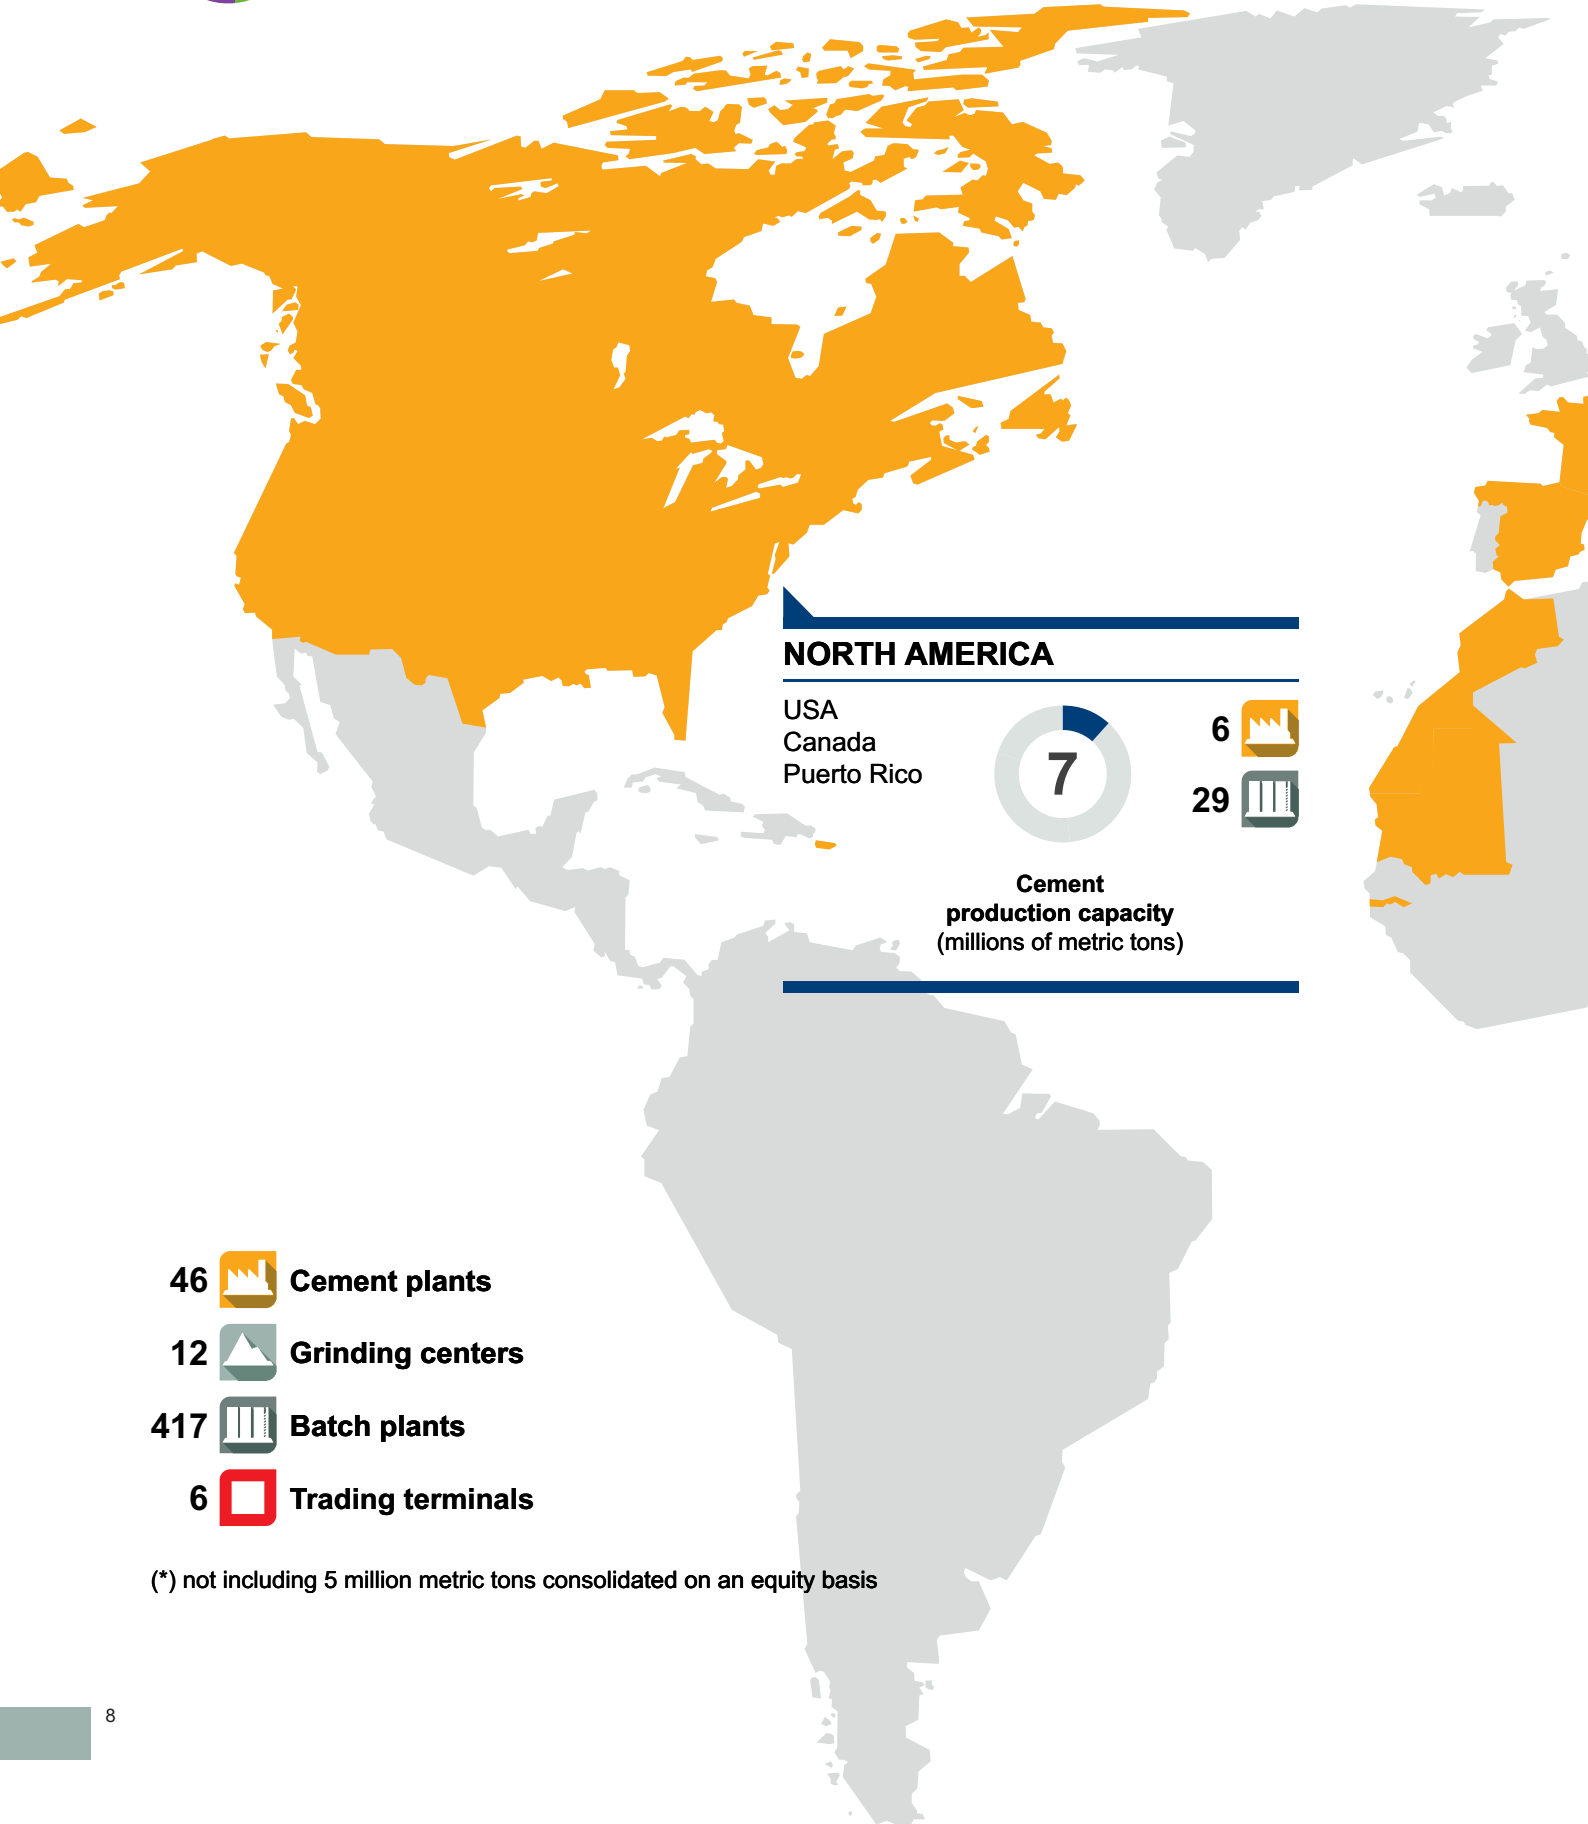 NORTH AMERICA
USA
Canada
Puerto Rico
7
6
29
Cement
production capacity
(millions of metric tons)
46 Cement plants
12 Grinding centers
417 Batch plants
6 Trading terminals
(*) not including 5 million metric tons consolidated on an equity basis
8